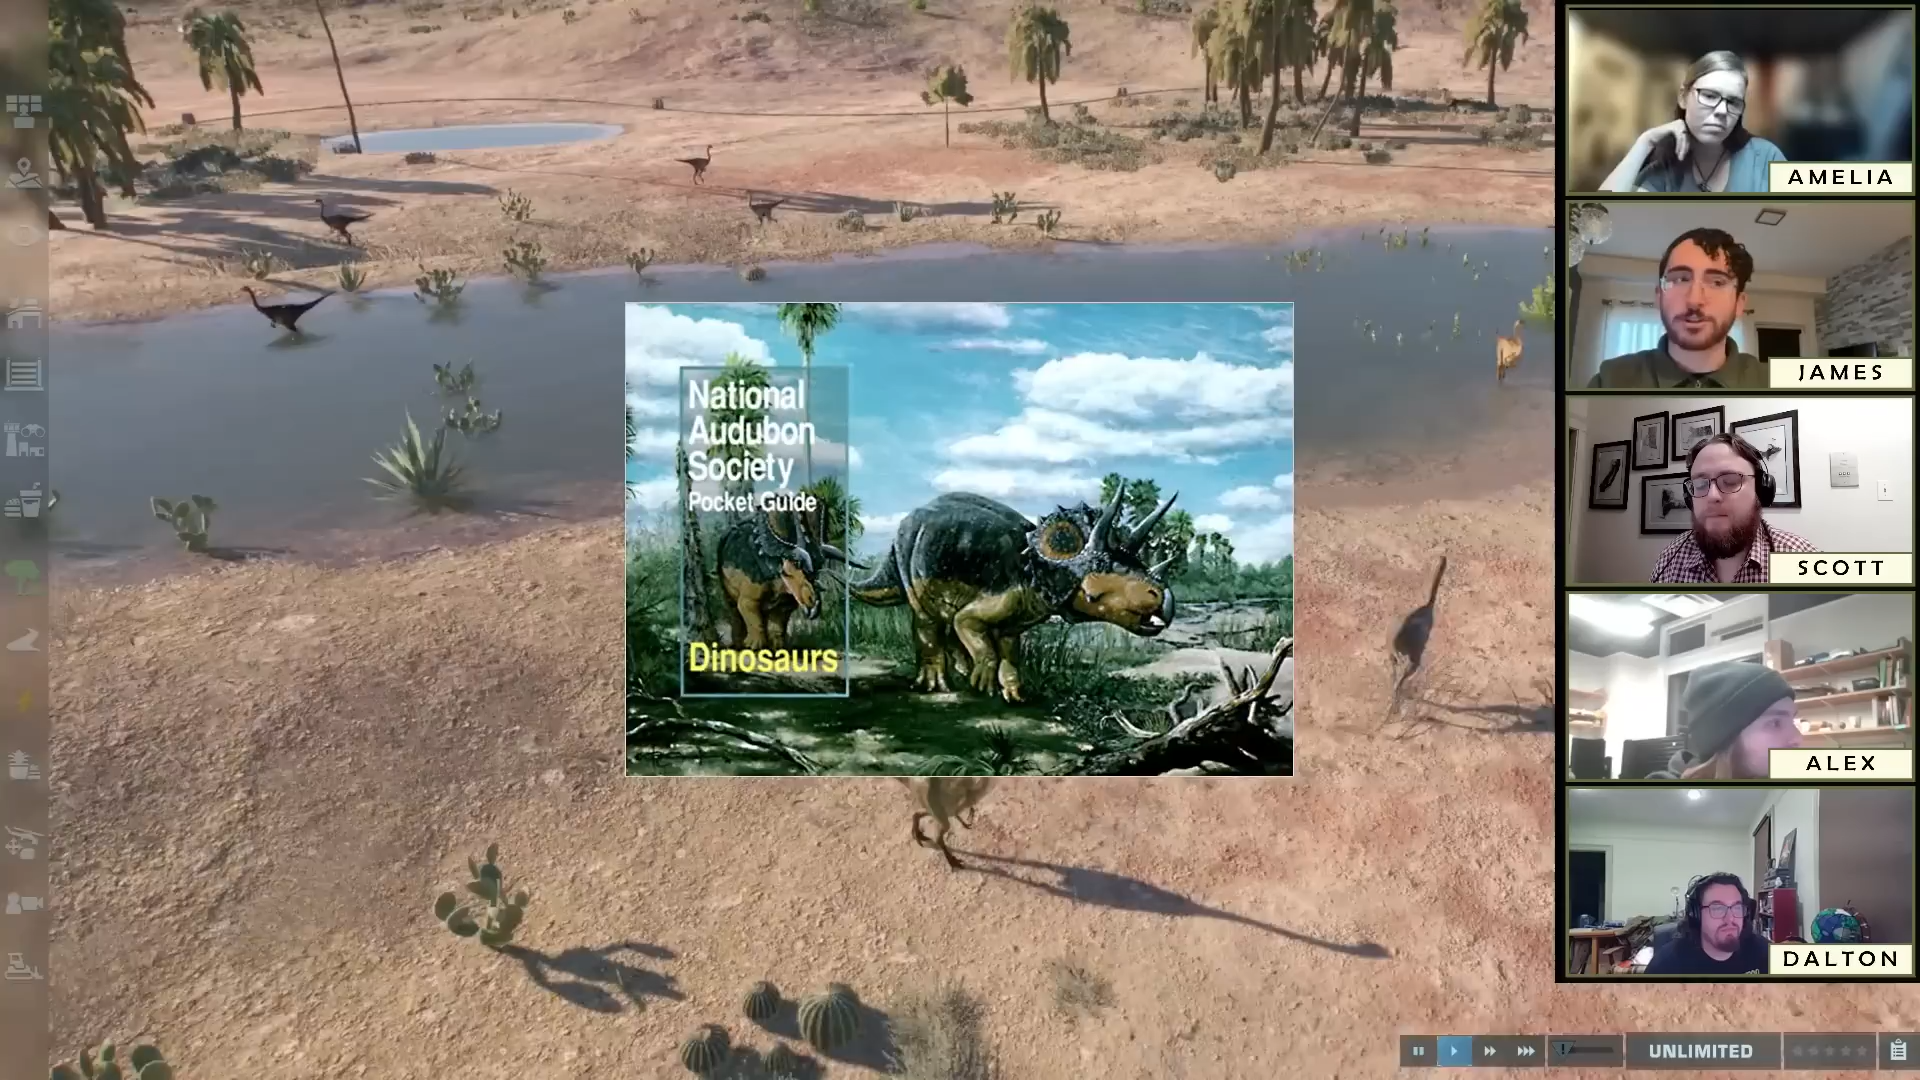 National
Audubon
Society
Pocket Guide
Dinosaurs
AMELIA
JAMES
SCOTT
ALEX
DALTON
UNLIMITED